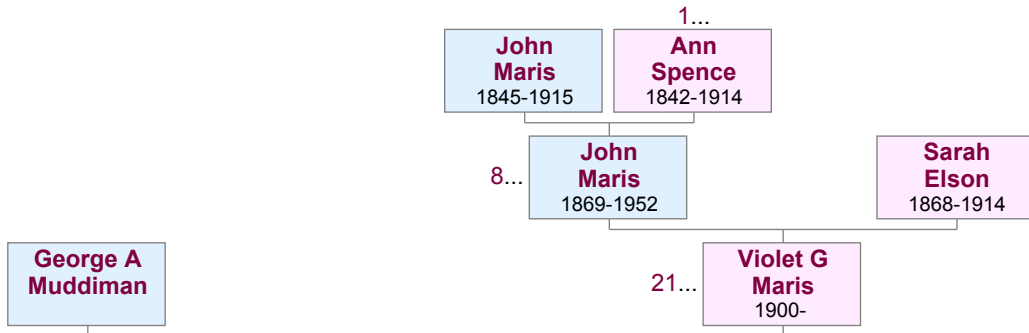 1...
John
Maris
1845-1915
Ann
Spence
1842-1914
8...
John
Maris
1869-1952
Sarah
Elson
1868-1914
George A
Muddiman
21...
Violet G
Maris
1900-